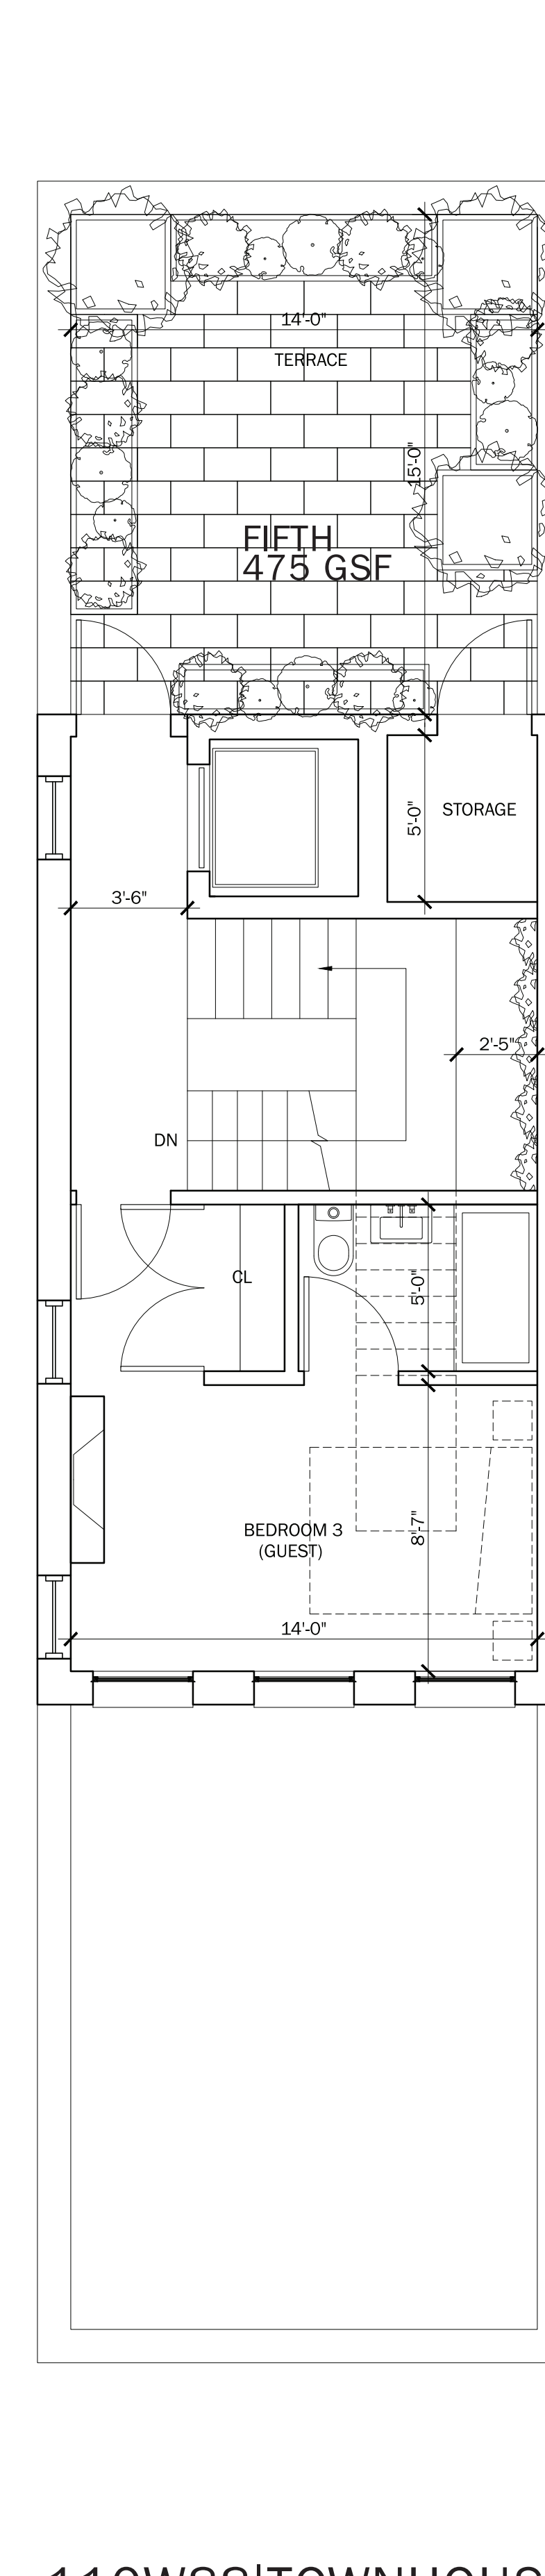 14'-0"
TERRACE
15'-0"
FIFTH
475 GSF
5'-0"
STORAGE
3'-6"
2'-5"
DN
CL
5'-0"
8'-7"
BEDROOM 3
(GUEST)
14'-0"